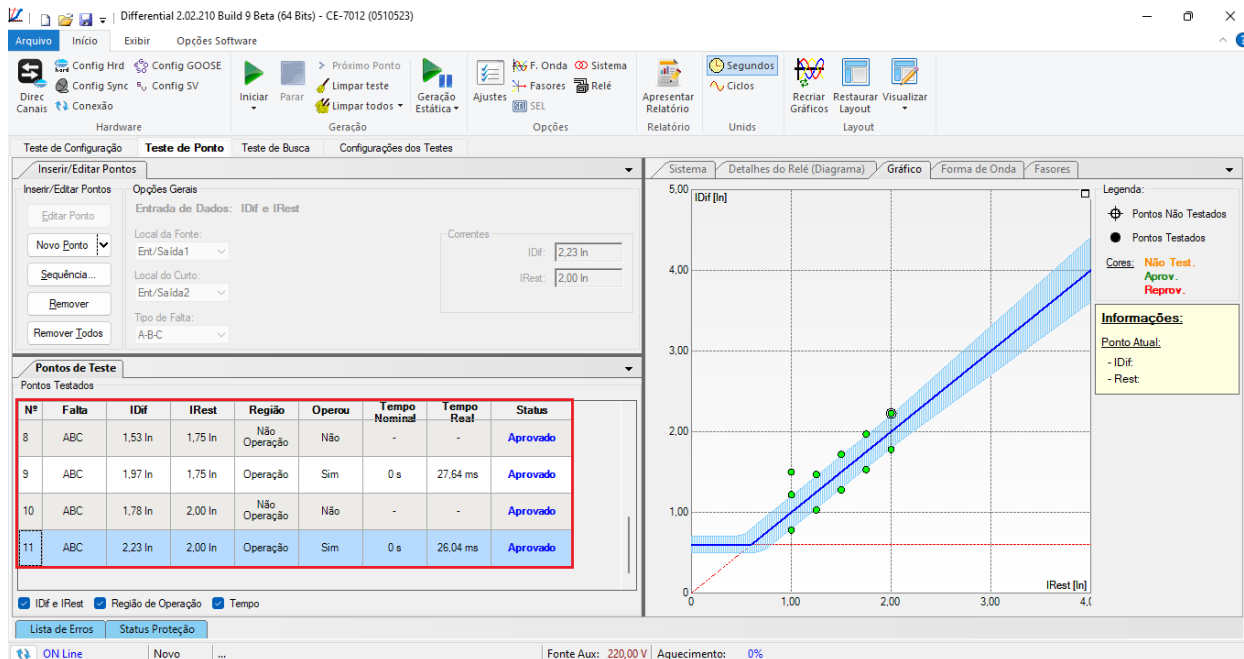 Differential 2.02.210 Build 9 Beta (64 Bits) - CE-7012 (0510523)
Arquivo Início Exibir Opções Software
Config Hrd Config GOOSE
Config Sync Config SV
Direc Canais Conexão
Hardware
Iniciar Parar
Próximo Ponto
Limpar teste
Limpar todos
Geração Estática
Geração
Ajustes
F. Onda Sistema
Fasores Relé
SEL
Opções
Apresentar Relatório
Relatório
Segundos
Ciclos
Unids
Recriar Gráficos
Restaurar Layout
Visualizar
Layout
Teste de Configuração Teste de Ponto Teste de Busca Configurações dos Testes
Inserir/Editar Pontos
Inserir/Editar Pontos
Editar Ponto
Novo Ponto
Sequência...
Remover
Remover Todos
Opções Gerais
Entrada de Dados: IDif e IRest
Local da Fonte:
Ent/Saída1
Local do Curto:
Ent/Saída2
Tipo de Falta:
A-B-C
Correntes
IDif: 2,23 In
IRest: 2,00 In
Pontos de Teste
Pontos Testados
Nº Falta IDif IRest Região Operou Tempo Nominal Tempo Real Status
8 ABC 1,53 In 1,75 In Não Operação Não - - Aprovado
9 ABC 1,97 In 1,75 In Operação Sim 0 s 27,64 ms Aprovado
10 ABC 1,78 In 2,00 In Não Operação Não - - Aprovado
11 ABC 2,23 In 2,00 In Operação Sim 0 s 26,04 ms Aprovado
IDif e IRest Região de Operação Tempo
Lista de Erros Status Proteção
Sistema Detalhes do Relé (Diagrama) Gráfico Forma de Onda Fasores
IDif [In]
5,00
4,00
3,00
2,00
1,00
0
0 1,00 2,00 3,00 4,0
IRest [In]
Legenda:
Pontos Não Testados
Pontos Testados
Cores: Não Test.
Aprov.
Reprov.
Informações:
Ponto Atual:
- IDif:
- Rest:
ON Line Novo ... Fonte Aux: 220,00 V Aquecimento: 0%